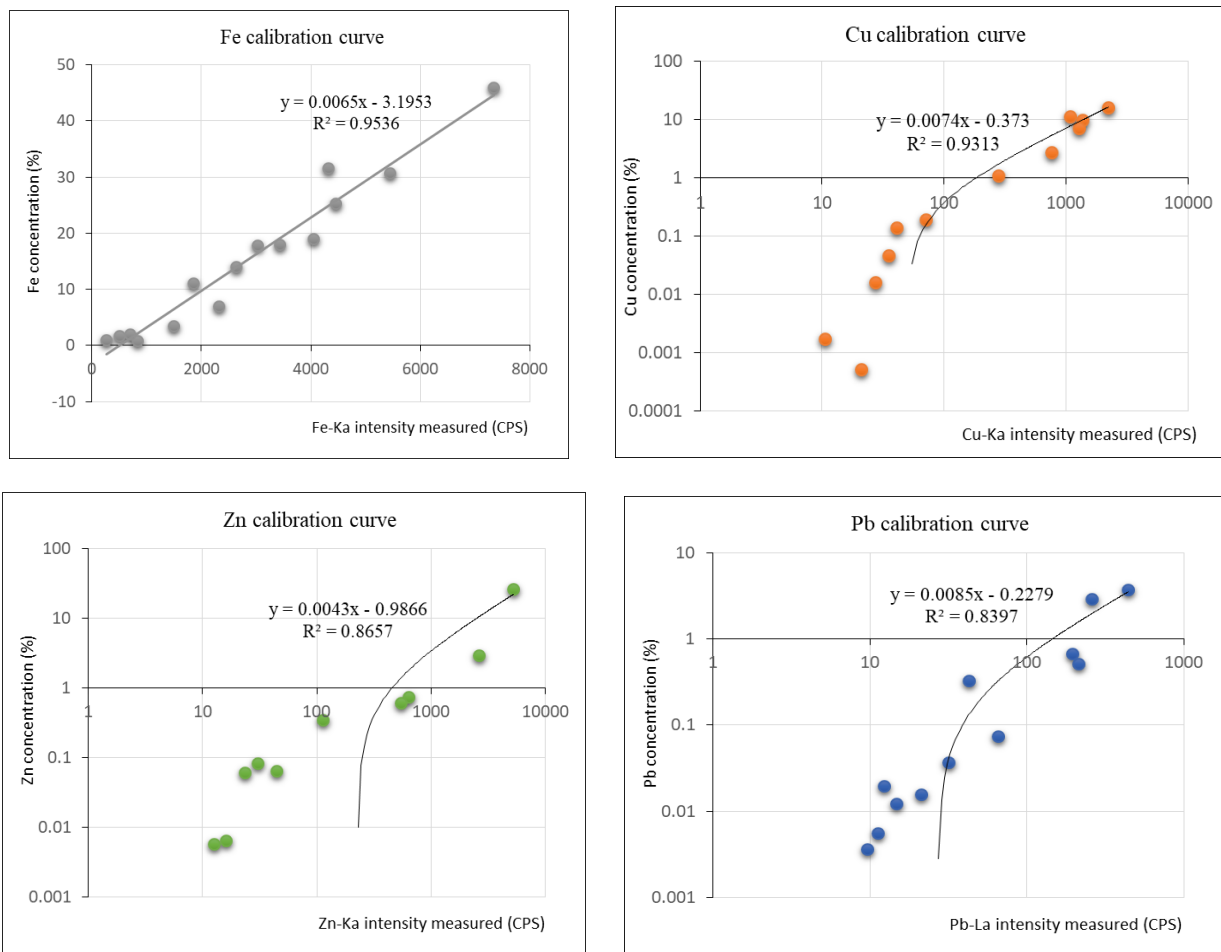 Fe calibration curve
50
40
30
20
10
0
-10
0
2000
4000
6000
8000
y = 0.0065x - 3.1953
R² = 0.9536
Fe concentration (%)
Fe-Ka intensity measured (CPS)
Cu calibration curve
100
10
1
0.1
0.01
0.001
0.0001
1
10
100
1000
10000
y = 0.0074x - 0.373
R² = 0.9313
Cu concentration (%)
Cu-Ka intensity measured (CPS)
Zn calibration curve
100
10
1
0.1
0.01
0.001
1
10
100
1000
10000
y = 0.0043x - 0.9866
R² = 0.8657
Zn concentration (%)
Zn-Ka intensity measured (CPS)
Pb calibration curve
10
1
0.1
0.01
0.001
1
10
100
1000
y = 0.0085x - 0.2279
R² = 0.8397
Pb concentration (%)
Pb-La intensity measured (CPS)